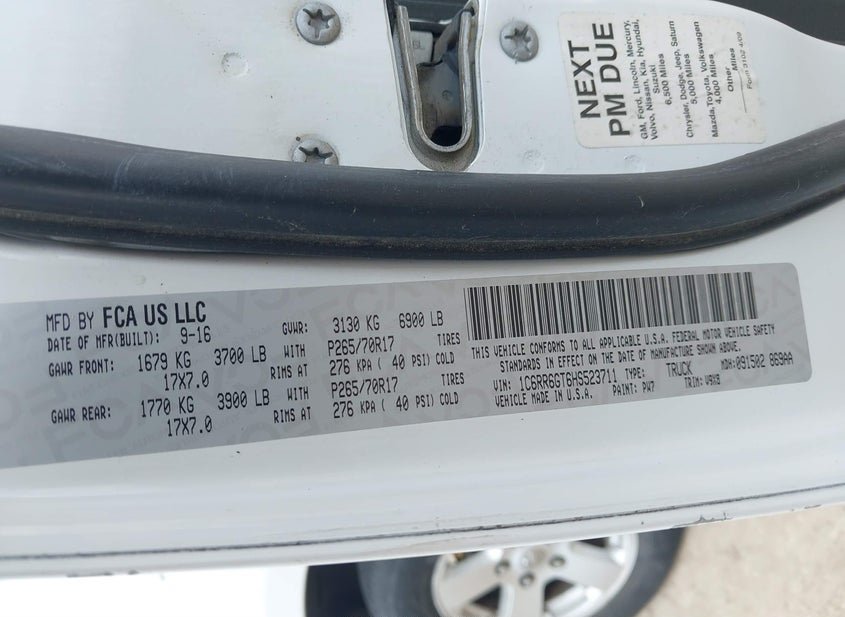 NEXT
PM DUE
GM, Ford, Lincoln, Mercury,
Volvo, Nissan, Kia, Hyundai,
Suzuki
6,500 Miles
Chrysler, Dodge, Jeep, Saturn
5,000 Miles
Mazda, Toyota, Volkswagen
4,000 Miles
Other
Miles
Form 3102 4/09
MFD BY FCA US LLC
DATE OF MFR(BUILT): 9-16 GVWR: 3130 KG 6900 LB
GAWR FRONT: 1679 KG 3700 LB WITH P265/70R17 TIRES
17X7.0 RIMS AT 276 KPA ( 40 PSI) COLD
GAWR REAR: 1770 KG 3900 LB WITH P265/70R17 TIRES
17X7.0 RIMS AT 276 KPA ( 40 PSI) COLD
THIS VEHICLE CONFORMS TO ALL APPLICABLE U.S.A. FEDERAL MOTOR VEHICLE SAFETY
STANDARDS IN EFFECT ON THE DATE OF MANUFACTURE SHOWN ABOVE.
VIN: 1C6RR6GT6HS523711 TYPE: TRUCK MDH: 091502 869AA
VEHICLE MADE IN U.S.A. PAINT: PW7 TRIM: V9X8